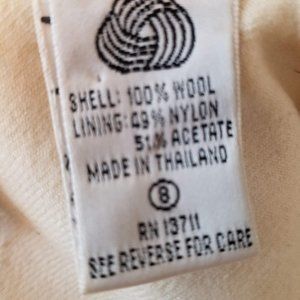 SHELL: 100% WOOL
LINING: 49% NYLON
51% ACETATE
MADE IN THAILAND
8
RN 13711
SEE REVERSE FOR CARE